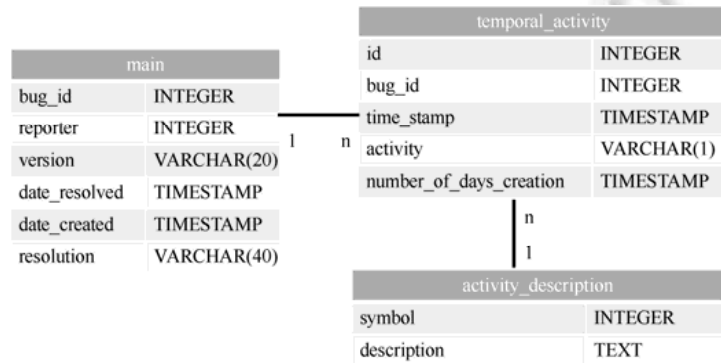 main
bug_id INTEGER
reporter INTEGER
version VARCHAR(20)
date_resolved TIMESTAMP
date_created TIMESTAMP
resolution VARCHAR(40)
1 n
temporal_activity
id INTEGER
bug_id INTEGER
time_stamp TIMESTAMP
activity VARCHAR(1)
number_of_days_creation TIMESTAMP
n
1
activity_description
symbol INTEGER
description TEXT